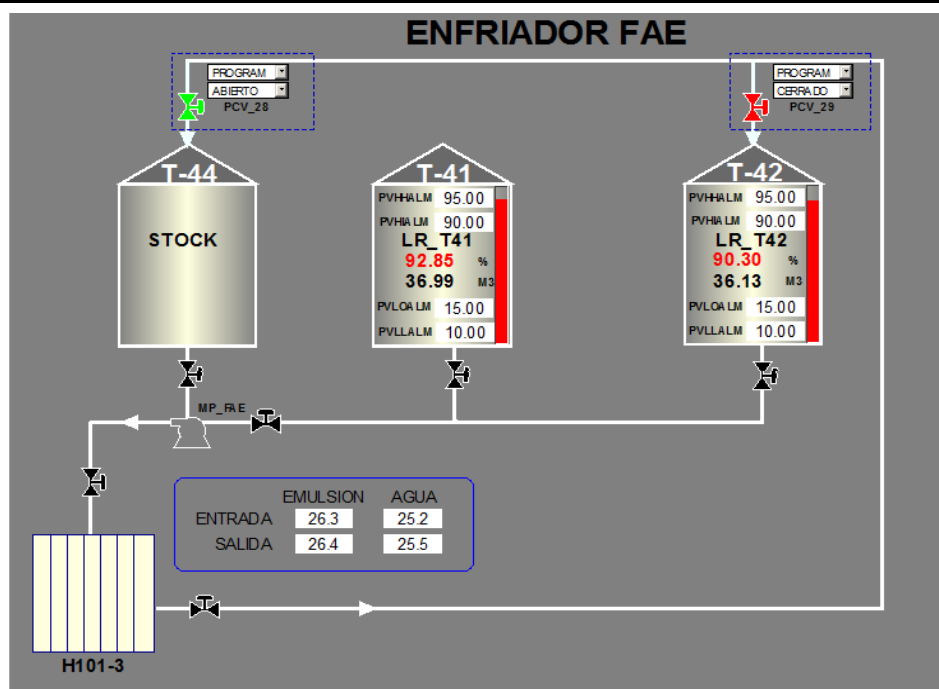 ENFRIADOR FAE
PROGRAM
ABIERTO
PCV_28
PROGRAM
CERRADO
PCV_29
T-44
STOCK
T-41
PVHHALM 95.00
PVHIALM 90.00
LR_T41
92.85 %
36.99 M3
PVLOALM 15.00
PVLLALM 10.00
T-42
PVHHALM 95.00
PVHIALM 90.00
LR_T42
90.30 %
36.13 M3
PVLOALM 15.00
PVLLALM 10.00
MP_FAE
EMULSION AGUA
ENTRADA 26.3 25.2
SALIDA 26.4 25.5
H101-3